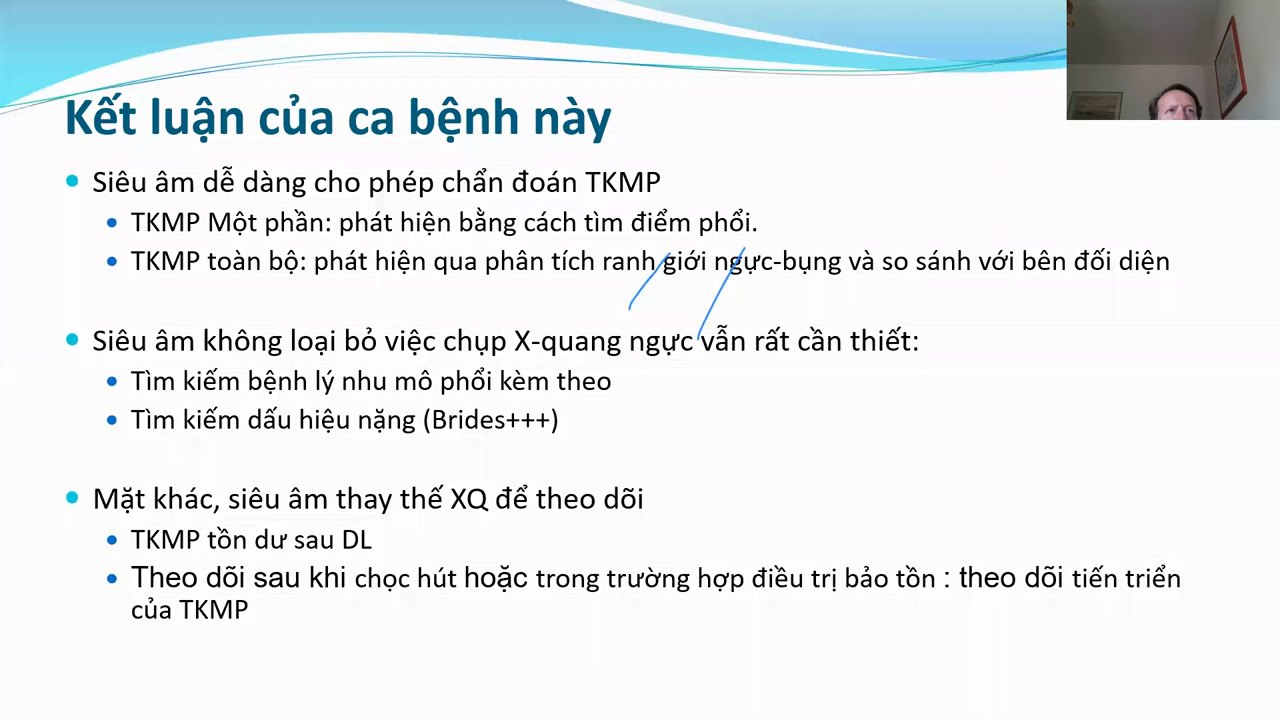 Kết luận của ca bệnh này
Siêu âm dễ dàng cho phép chẩn đoán TKMP
TKMP Một phần: phát hiện bằng cách tìm điểm phổi.
TKMP toàn bộ: phát hiện qua phân tích ranh giới ngực-bụng và so sánh với bên đối diện
Siêu âm không loại bỏ việc chụp X-quang ngực vẫn rất cần thiết:
Tìm kiếm bệnh lý nhu mô phổi kèm theo
Tìm kiếm dấu hiệu nặng (Brides+++)
Mặt khác, siêu âm thay thế XQ để theo dõi
TKMP tồn dư sau DL
Theo dõi sau khi chọc hút hoặc trong trường hợp điều trị bảo tồn : theo dõi tiến triển
của TKMP